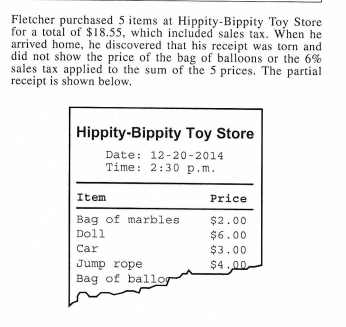 Fletcher purchased 5 items at Hippity-Bippity Toy Store
for a total of $18.55, which included sales tax. When he
arrived home, he discovered that his receipt was torn and
did not show the price of the bag of balloons or the 6%
sales tax applied to the sum of the 5 prices. The partial
receipt is shown below.
Hippity-Bippity Toy Store
Date: 12-20-2014
Time: 2:30 p.m.
Item Price
Bag of marbles $2.00
Doll $6.00
Car $3.00
Jump rope $4.00
Bag of